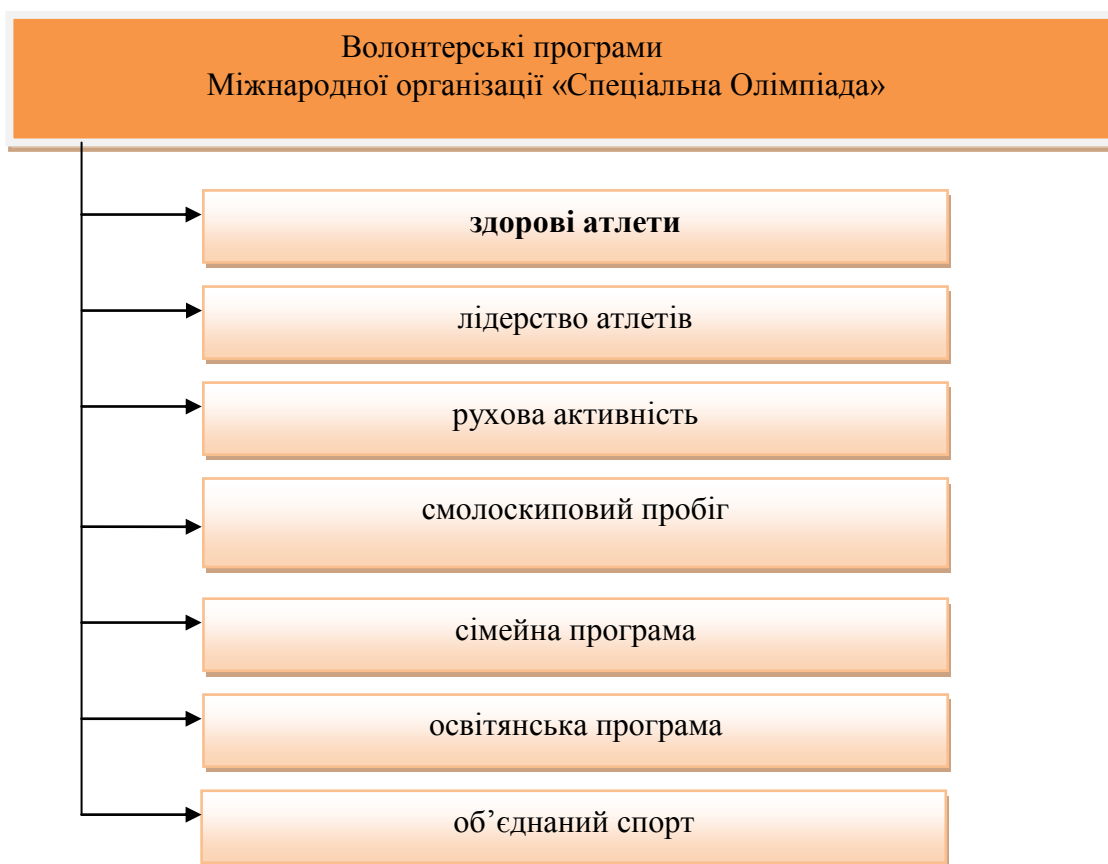 Волонтерські програми
Міжнародної організації «Спеціальна Олімпіада»
здорові атлети
лідерство атлетів
рухова активність
смолоскиповий пробіг
сімейна програма
освітянська програма
об’єднаний спорт